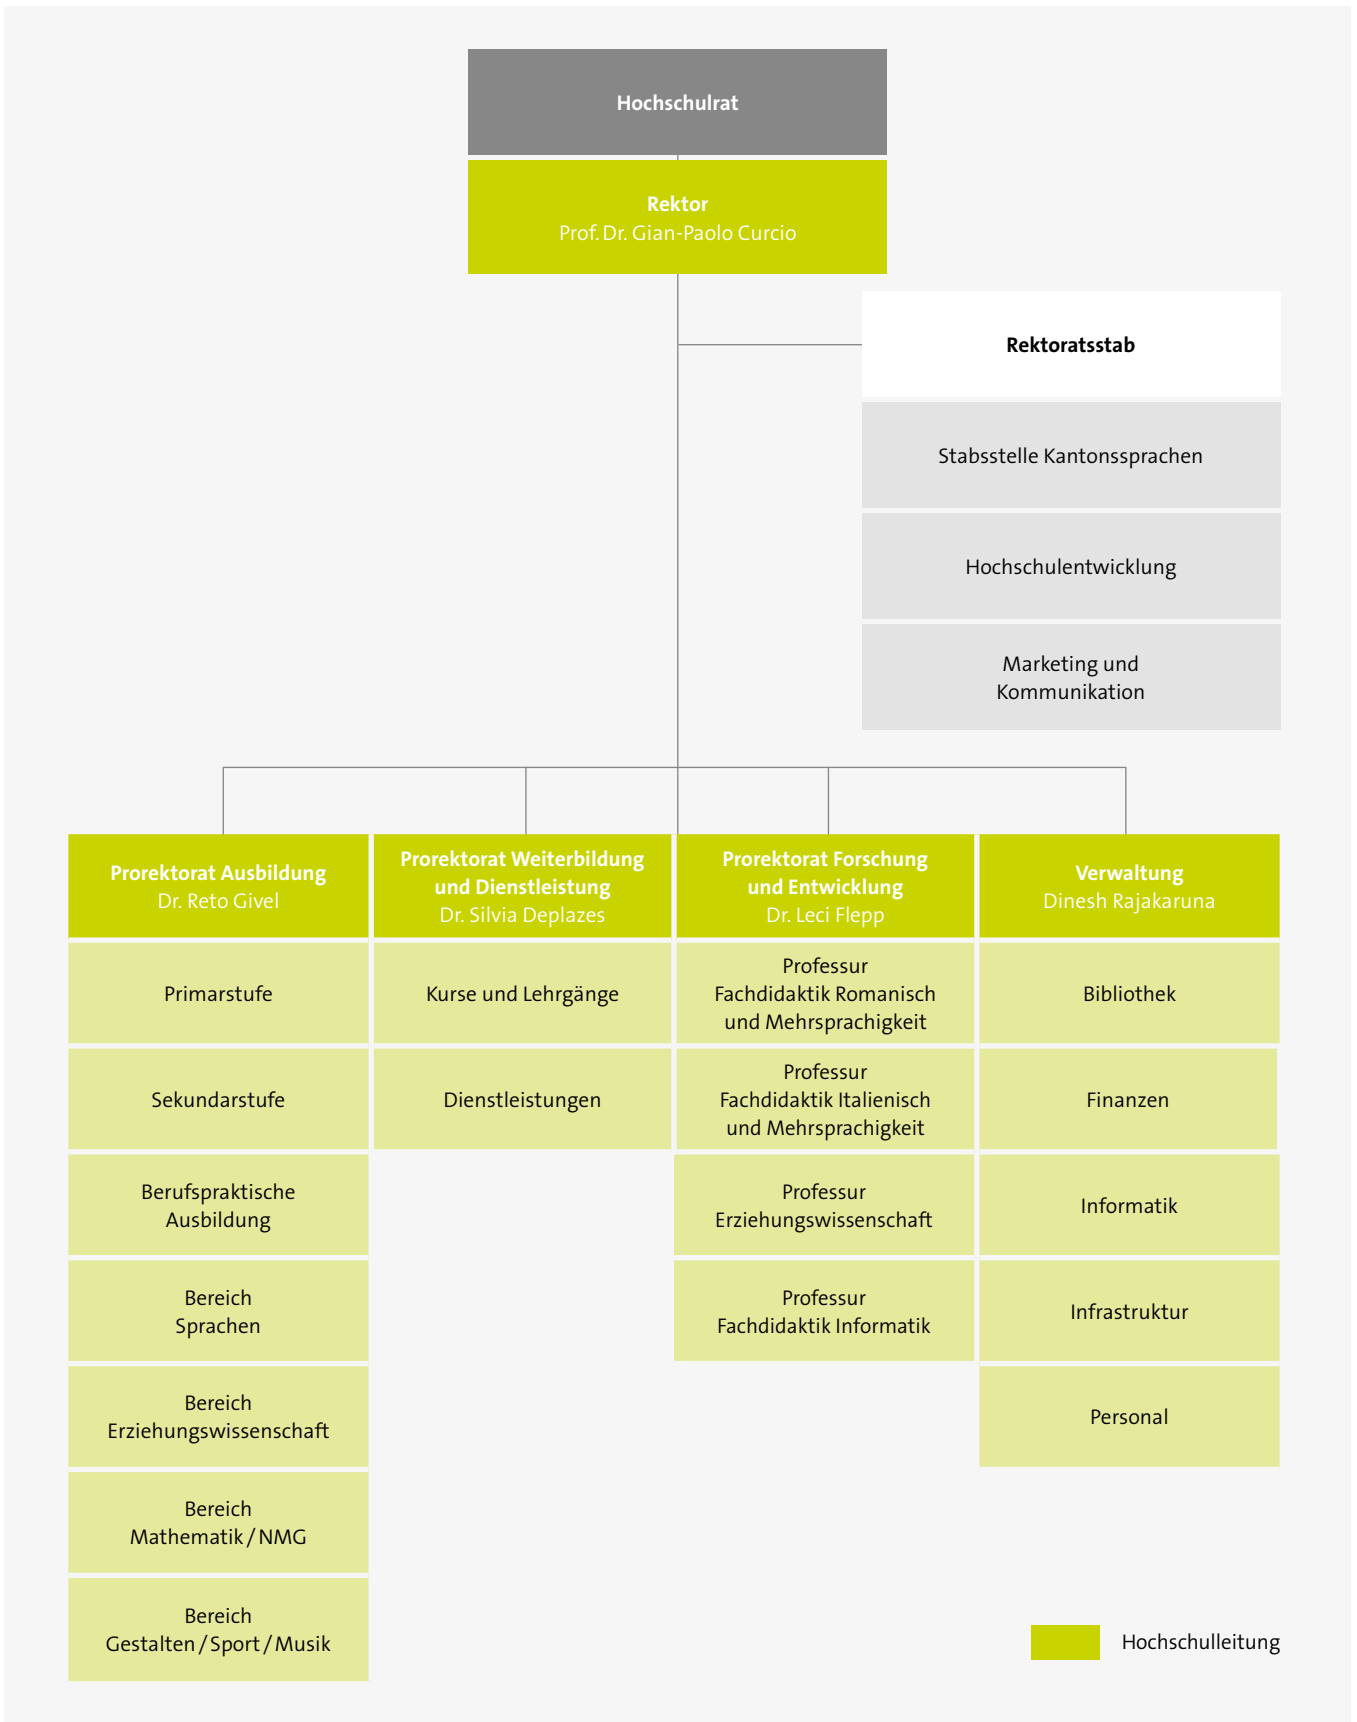 Hochschulrat
Rektor
Prof. Dr. Gian-Paolo Curcio
Rektoratsstab
Stabsstelle Kantonssprachen
Hochschulentwicklung
Marketing und
Kommunikation
Prorektorat Ausbildung
Dr. Reto Givel
Primarstufe
Sekundarstufe
Berufspraktische
Ausbildung
Bereich
Sprachen
Bereich
Erziehungswissenschaft
Bereich
Mathematik / NMG
Bereich
Gestalten / Sport / Musik
Prorektorat Weiterbildung
und Dienstleistung
Dr. Silvia Deplazes
Kurse und Lehrgänge
Dienstleistungen
Prorektorat Forschung
und Entwicklung
Dr. Leci Flepp
Professur
Fachdidaktik Romanisch
und Mehrsprachigkeit
Professur
Fachdidaktik Italienisch
und Mehrsprachigkeit
Professur
Erziehungswissenschaft
Professur
Fachdidaktik Informatik
Verwaltung
Dinesh Rajakaruna
Bibliothek
Finanzen
Informatik
Infrastruktur
Personal
Hochschulleitung